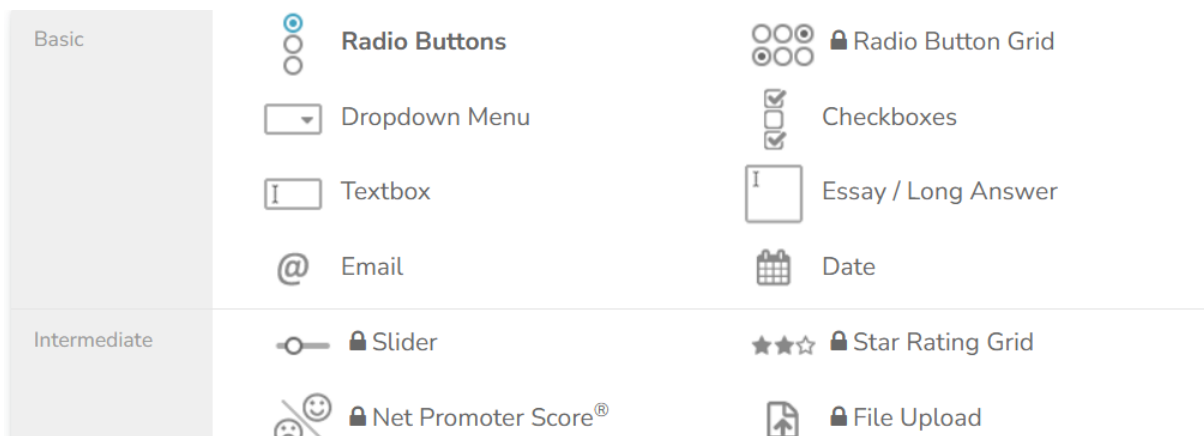 Basic
Radio Buttons
Radio Button Grid
Dropdown Menu
Checkboxes
Textbox
Essay / Long Answer
@ Email
Date
Intermediate
Slider
Star Rating Grid
Net Promoter Score®
File Upload